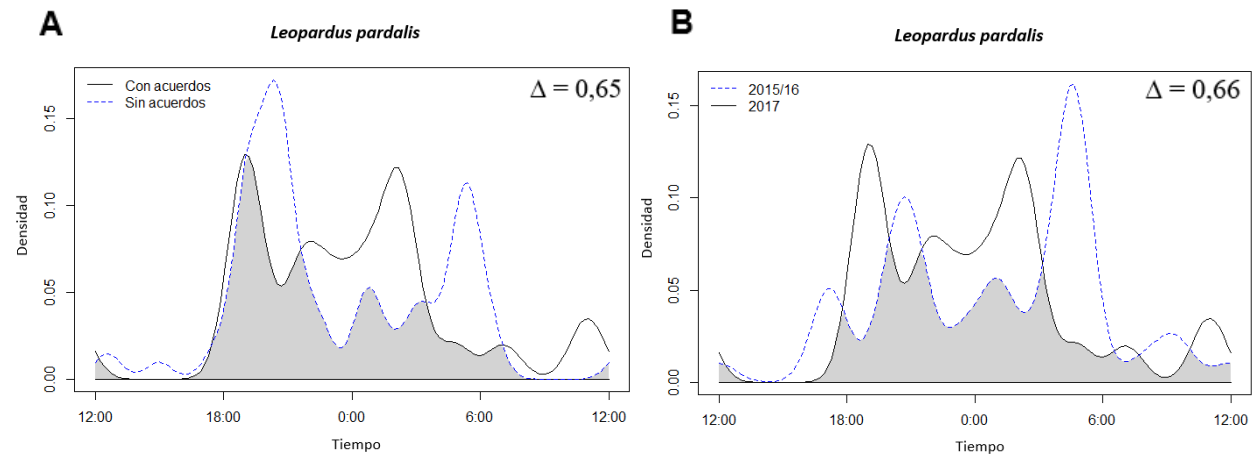 A
Leopardus pardalis
Con acuerdos
Sin acuerdos
Δ = 0,65
Densidad
0.00
0.05
0.10
0.15
12:00 18:00 0:00 6:00 12:00
Tiempo
B
Leopardus pardalis
2015/16
2017
Δ = 0,66
Densidad
0.00
0.05
0.10
0.15
12:00 18:00 0:00 6:00 12:00
Tiempo